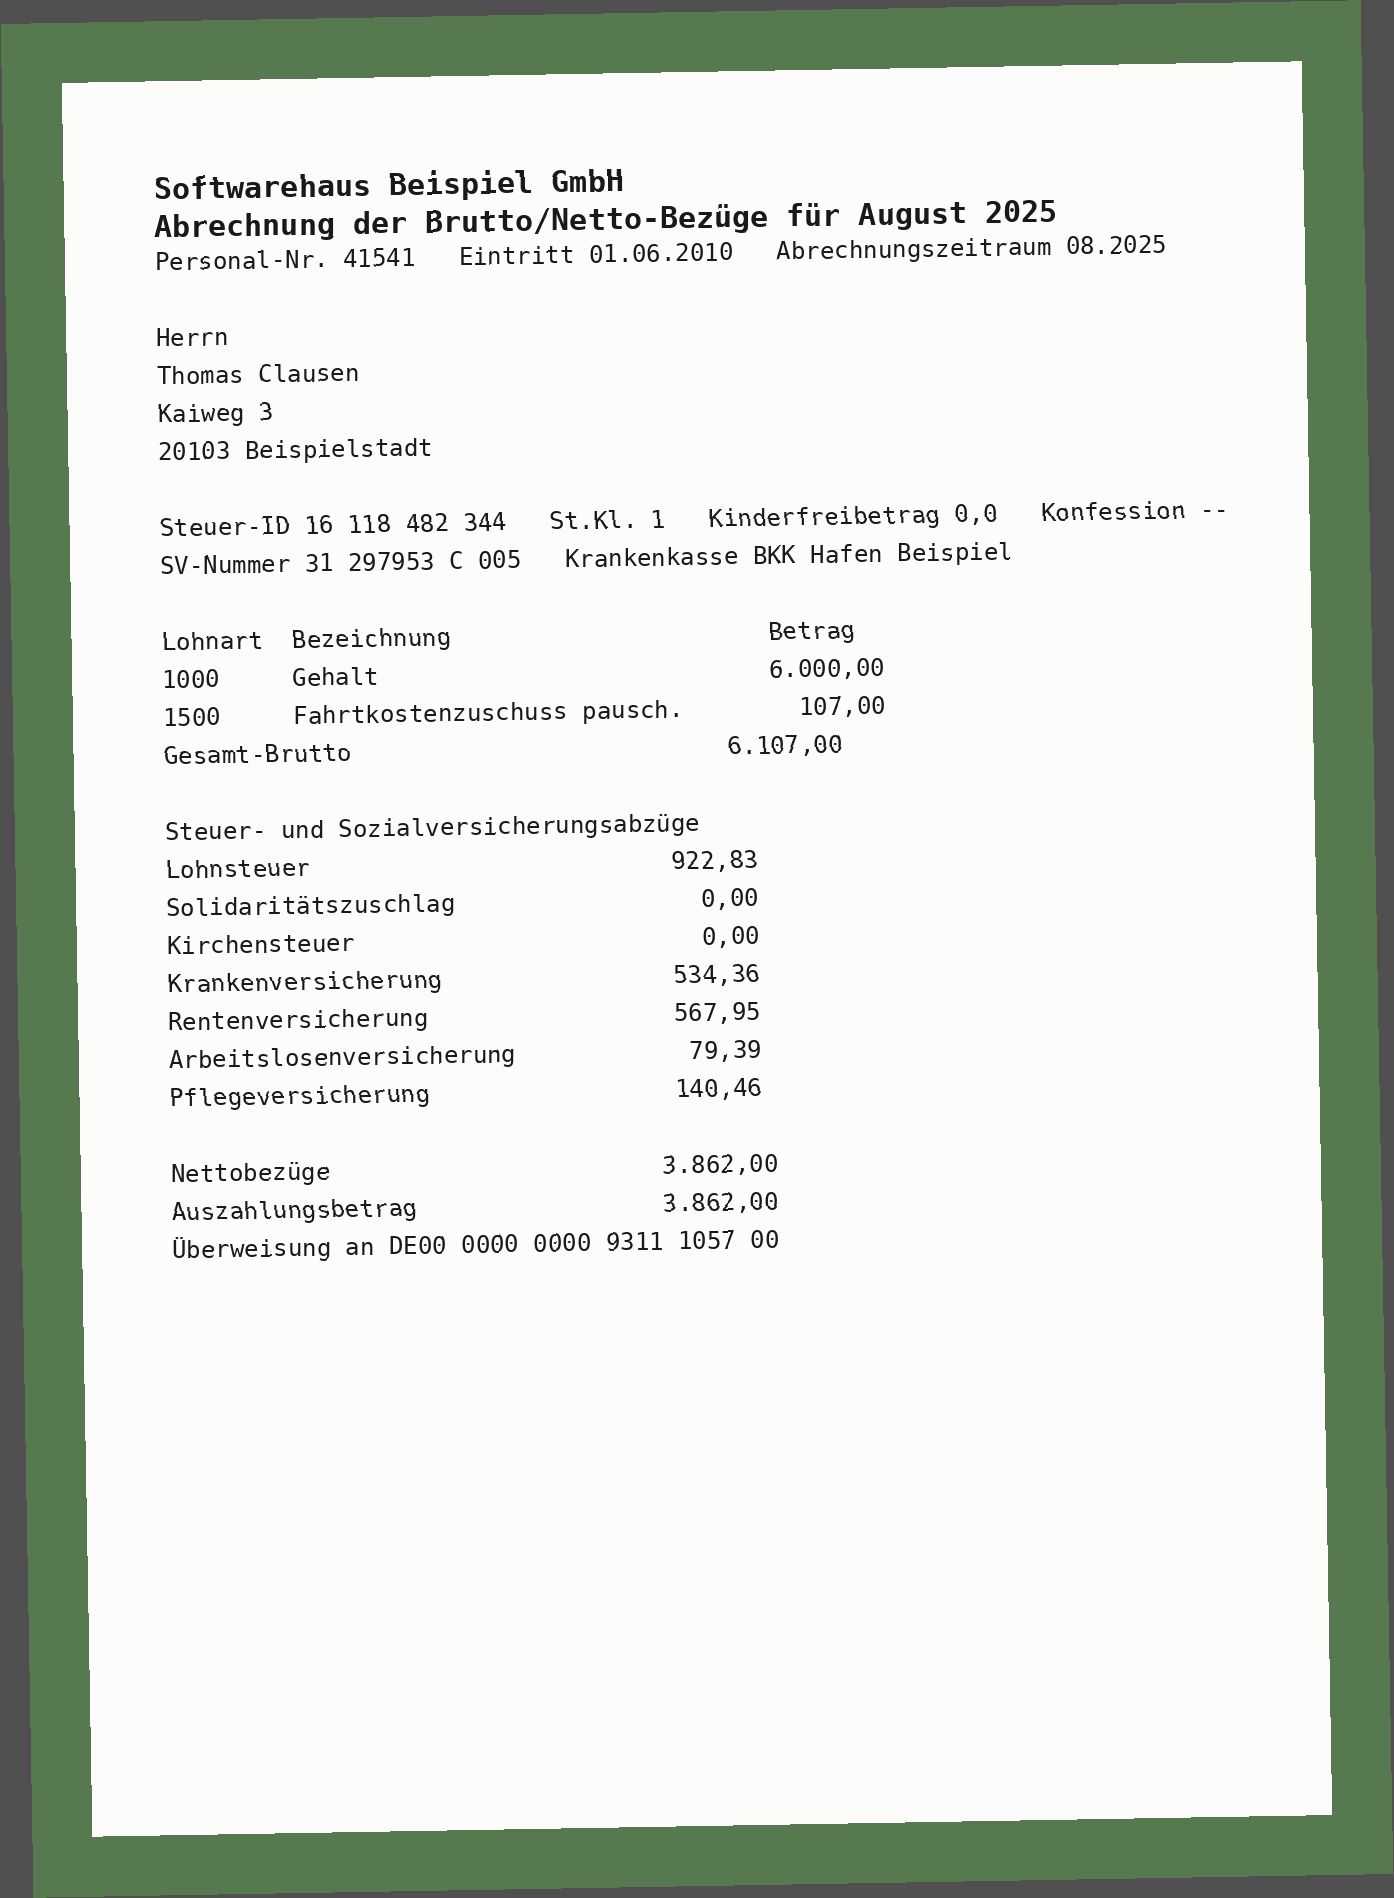 Softwarehaus Beispiel GmbH
Abrechnung der Brutto/Netto-Bezüge für August 2025
Personal-Nr. 41541   Eintritt 01.06.2010   Abrechnungszeitraum 08.2025
Herrn
Thomas Clausen
Kaiweg 3
20103 Beispielstadt
Steuer-ID 16 118 482 344   St.Kl. 1   Kinderfreibetrag 0,0   Konfession --
SV-Nummer 31 297953 C 005   Krankenkasse BKK Hafen Beispiel
Lohnart  Bezeichnung                      Betrag
1000     Gehalt                           6.000,00
1500     Fahrtkostenzuschuss pausch.        107,00
Gesamt-Brutto                          6.107,00
Steuer- und Sozialversicherungsabzüge
Lohnsteuer                         922,83
Solidaritätszuschlag                 0,00
Kirchensteuer                        0,00
Krankenversicherung                534,36
Rentenversicherung                 567,95
Arbeitslosenversicherung            79,39
Pflegeversicherung                 140,46
Nettobezüge                       3.862,00
Auszahlungsbetrag                 3.862,00
Überweisung an DE00 0000 0000 9311 1057 00